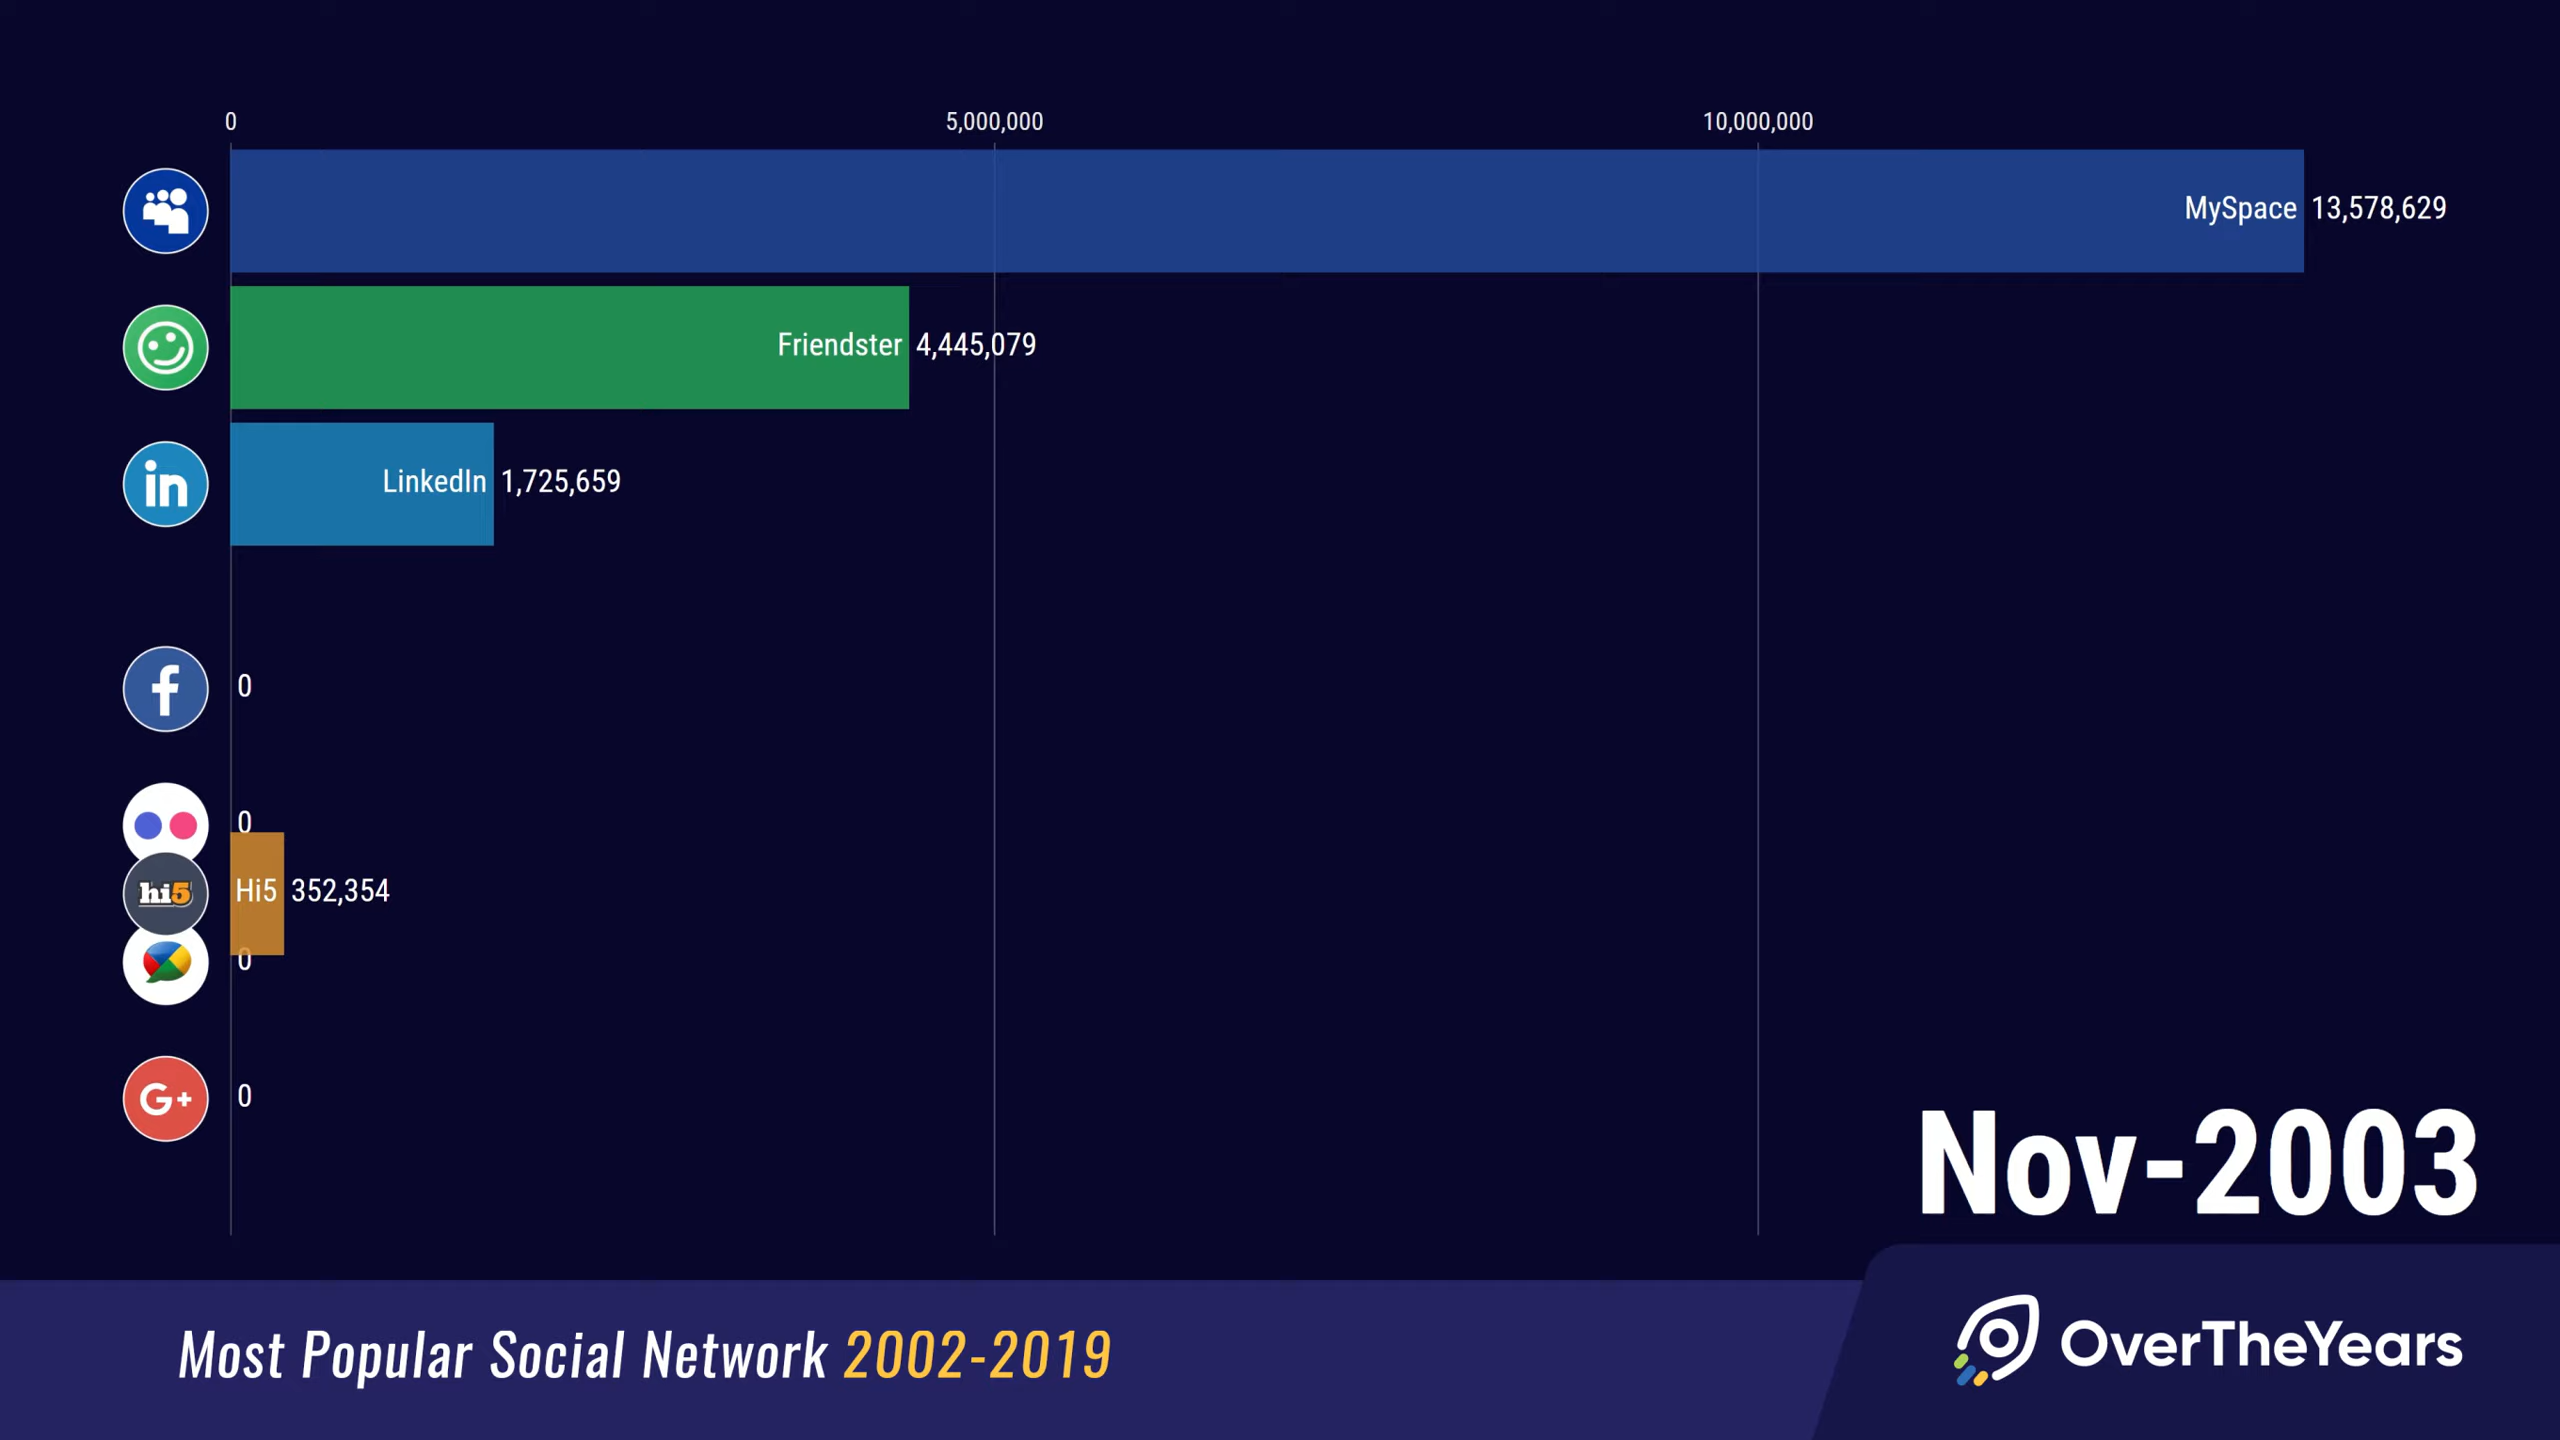 0 5,000,000 10,000,000
MySpace 13,578,629
Friendster 4,445,079
in LinkedIn 1,725,659
f 0
0
hi5 Hi5 352,354
0
G+ 0
Nov-2003
Most Popular Social Network 2002-2019
OverTheYears